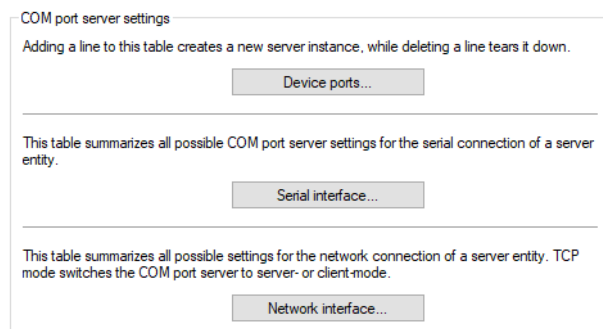 COM port server settings
Adding a line to this table creates a new server instance, while deleting a line tears it down.
Device ports...
This table summarizes all possible COM port server settings for the serial connection of a server
entity.
Serial interface...
This table summarizes all possible settings for the network connection of a server entity. TCP
mode switches the COM port server to server- or client-mode.
Network interface...